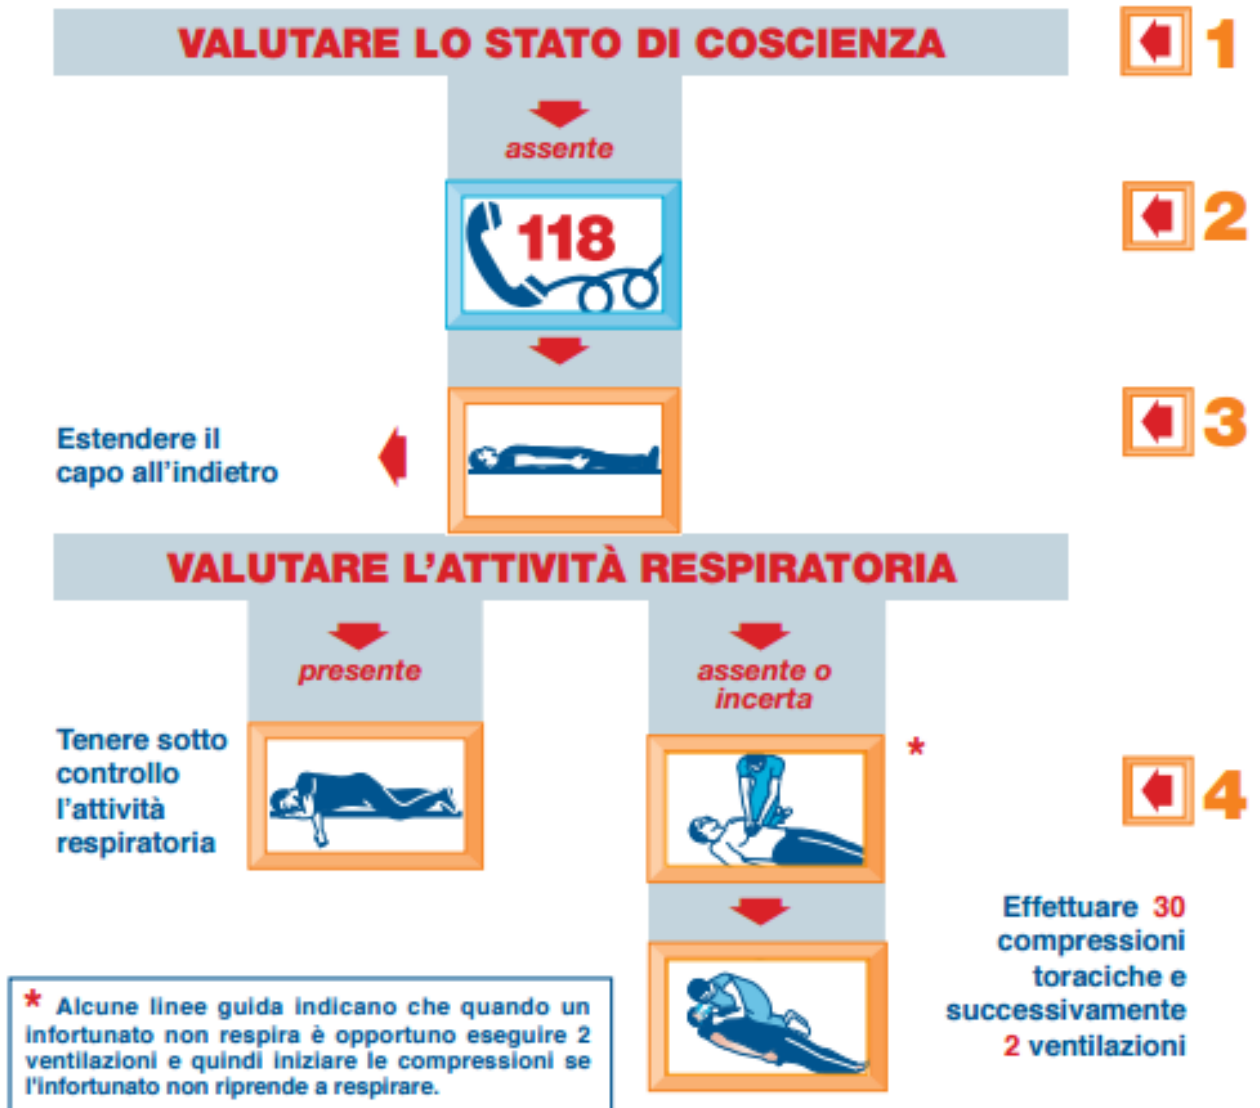 VALUTARE LO STATO DI COSCIENZA
1
assente
118
2
Estendere il
capo all'indietro
3
VALUTARE L'ATTIVITÀ RESPIRATORIA
presente
assente o
incerta
Tenere sotto
controllo
l'attività
respiratoria
*
4
Effettuare 30
compressioni
toraciche e
successivamente
2 ventilazioni
* Alcune linee guida indicano che quando un
infortunato non respira è opportuno eseguire 2
ventilazioni e quindi iniziare le compressioni se
l'infortunato non riprende a respirare.